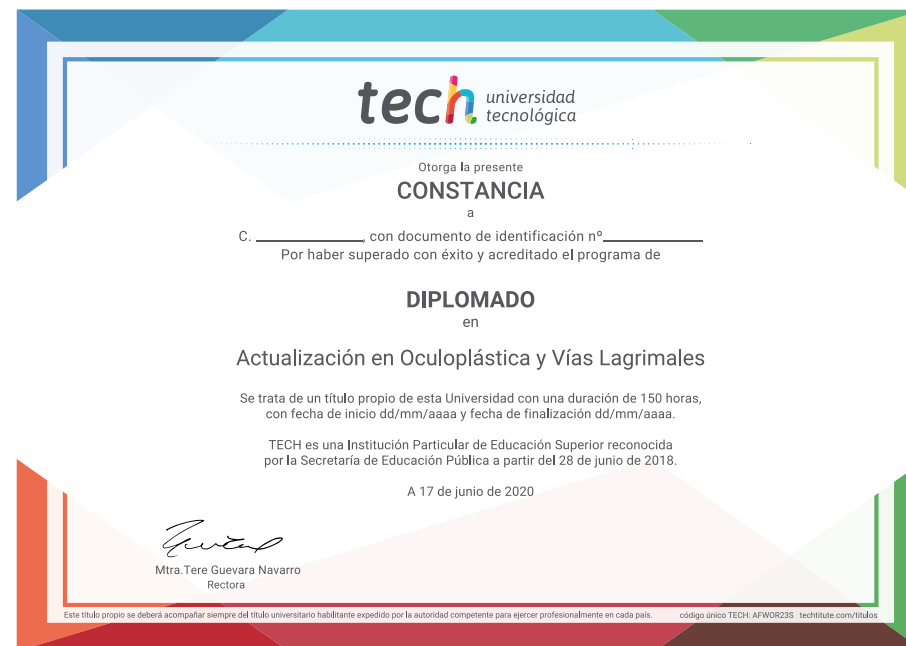 tech universidad
tecnológica
Otorga la presente
CONSTANCIA
a
C. ______________, con documento de identificación nº_____________
Por haber superado con éxito y acreditado el programa de
DIPLOMADO
en
Actualización en Oculoplástica y Vías Lagrimales
Se trata de un título propio de esta Universidad con una duración de 150 horas,
con fecha de inicio dd/mm/aaaa y fecha de finalización dd/mm/aaaa.
TECH es una Institución Particular de Educación Superior reconocida
por la Secretaría de Educación Pública a partir del 28 de junio de 2018.
A 17 de junio de 2020
Mtra.Tere Guevara Navarro
Rectora
Este título propio se deberá acompañar siempre del título universitario habilitante expedido por la autoridad competente para ejercer profesionalmente en cada país. código único TECH: AFWOR23S techtitute.com/titulos